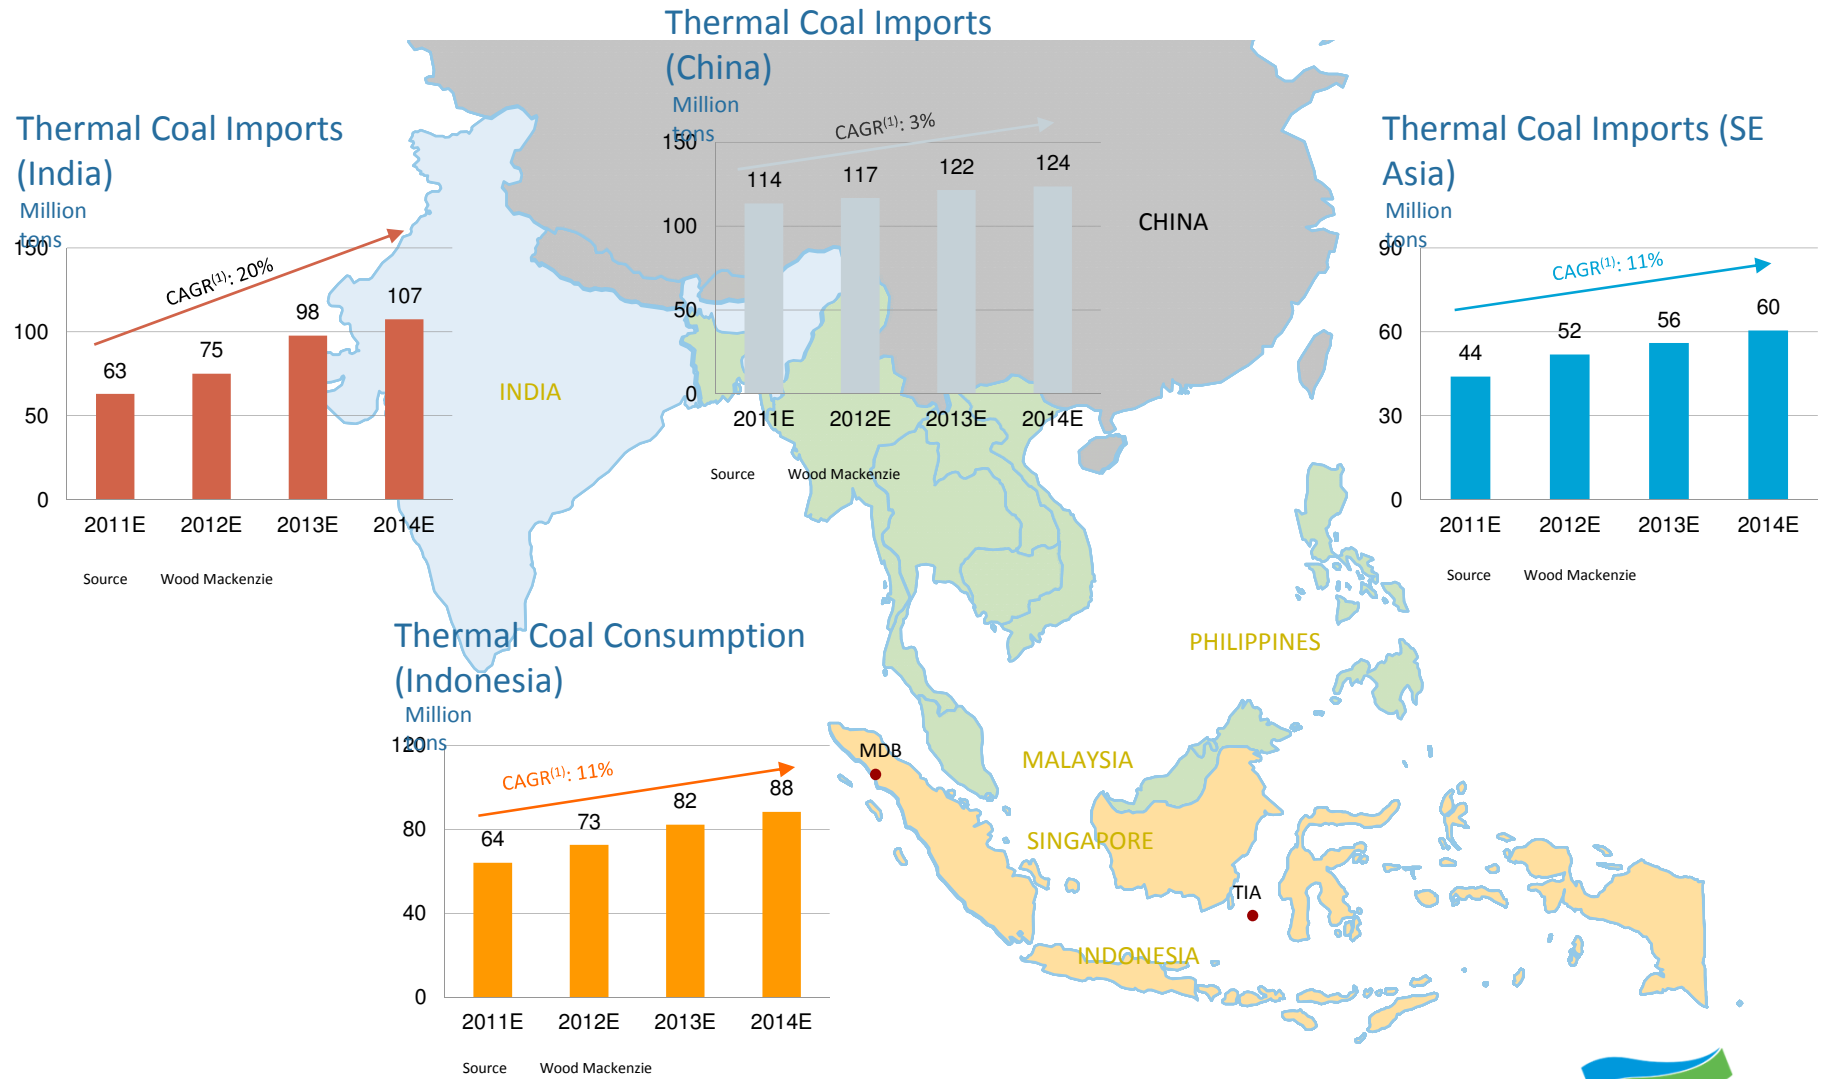 Thermal Coal Imports
(China)
Million
tons
CAGR(1): 3%
150
100
50
0
114
117
122
124
2011E 2012E 2013E 2014E
Source Wood Mackenzie
Thermal Coal Imports
(India)
Million
tons
CAGR(1): 20%
150
100
50
0
63
75
98
107
2011E 2012E 2013E 2014E
Source Wood Mackenzie
Thermal Coal Imports (SE
Asia)
Million
tons
CAGR(1): 11%
90
60
30
0
44
52
56
60
2011E 2012E 2013E 2014E
Source Wood Mackenzie
CHINA
INDIA
Thermal Coal Consumption
(Indonesia)
Million
tons
CAGR(1): 11%
120
80
40
0
64
73
82
88
2011E 2012E 2013E 2014E
Source Wood Mackenzie
PHILIPPINES
MDB
MALAYSIA
SINGAPORE
TIA
INDONESIA